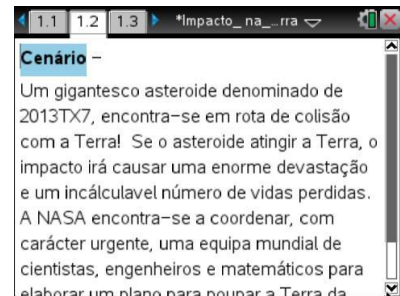 1.1 1.2 1.3 *Impacto_ na_...rra
Cenário –
Um gigantesco asteroide denominado de
2013TX7, encontra-se em rota de colisão
com a Terra! Se o asteroide atingir a Terra, o
impacto irá causar uma enorme devastação
e um incálculavel número de vidas perdidas.
A NASA encontra-se a coordenar, com
carácter urgente, uma equipa mundial de
cientistas, engenheiros e matemáticos para
elaborar um plano para poupar a Terra da